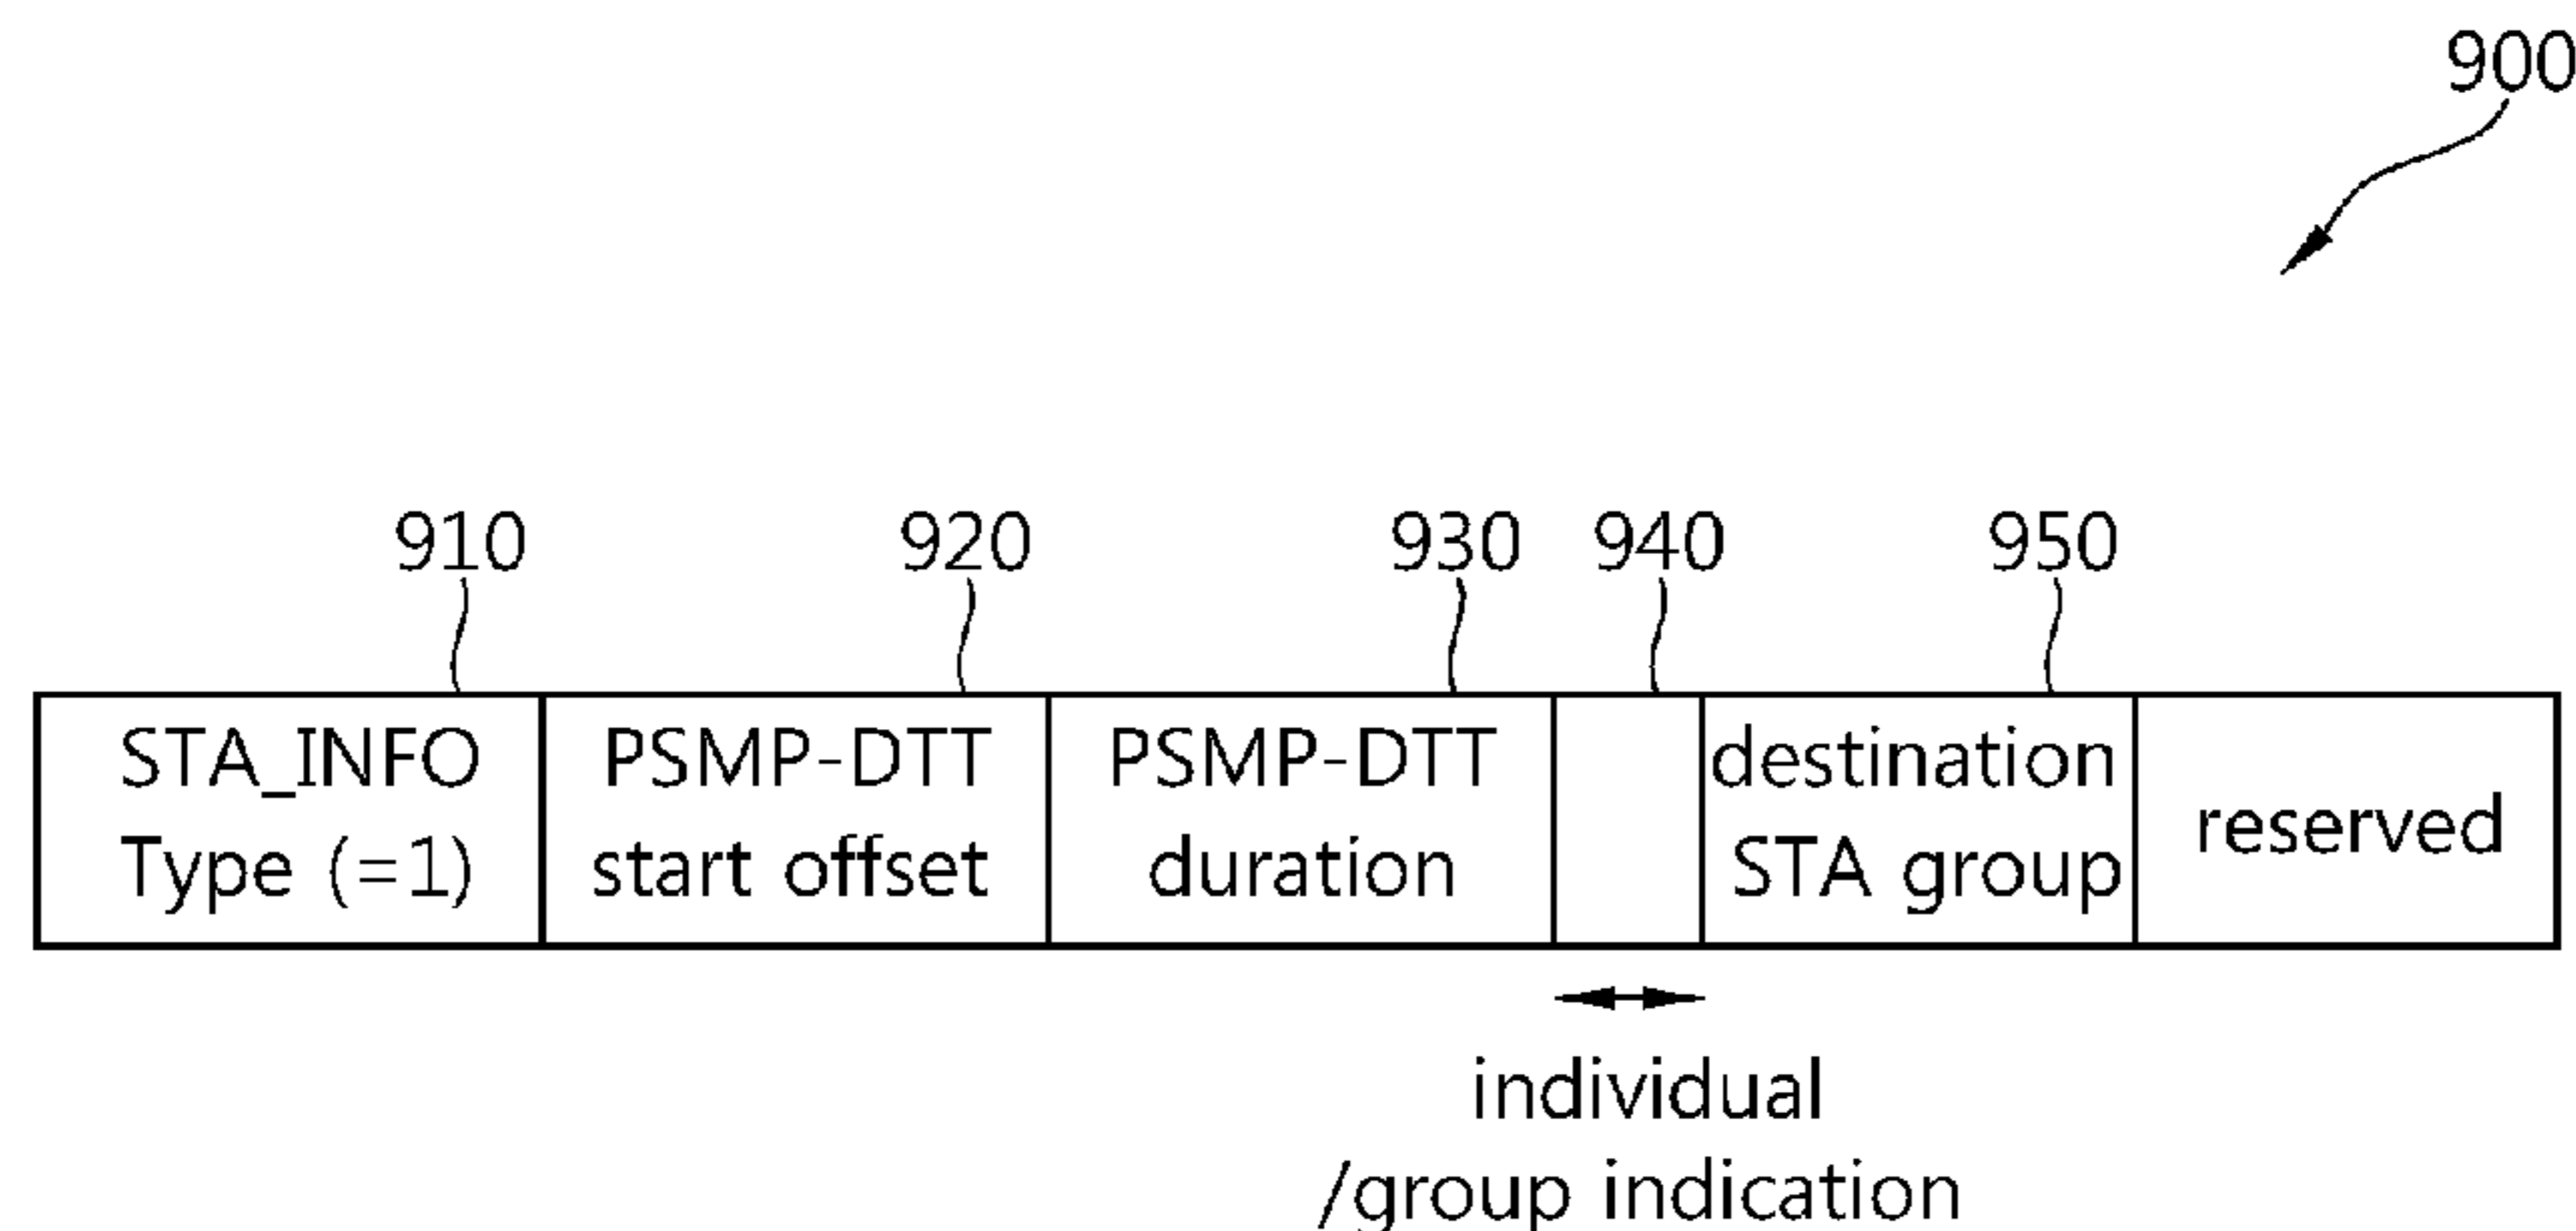 900
910 920 930 940 950
STA_INFO
Type (=1)
PSMP-DTT
start offset
PSMP-DTT
duration
destination
STA group
reserved
individual
/group indication